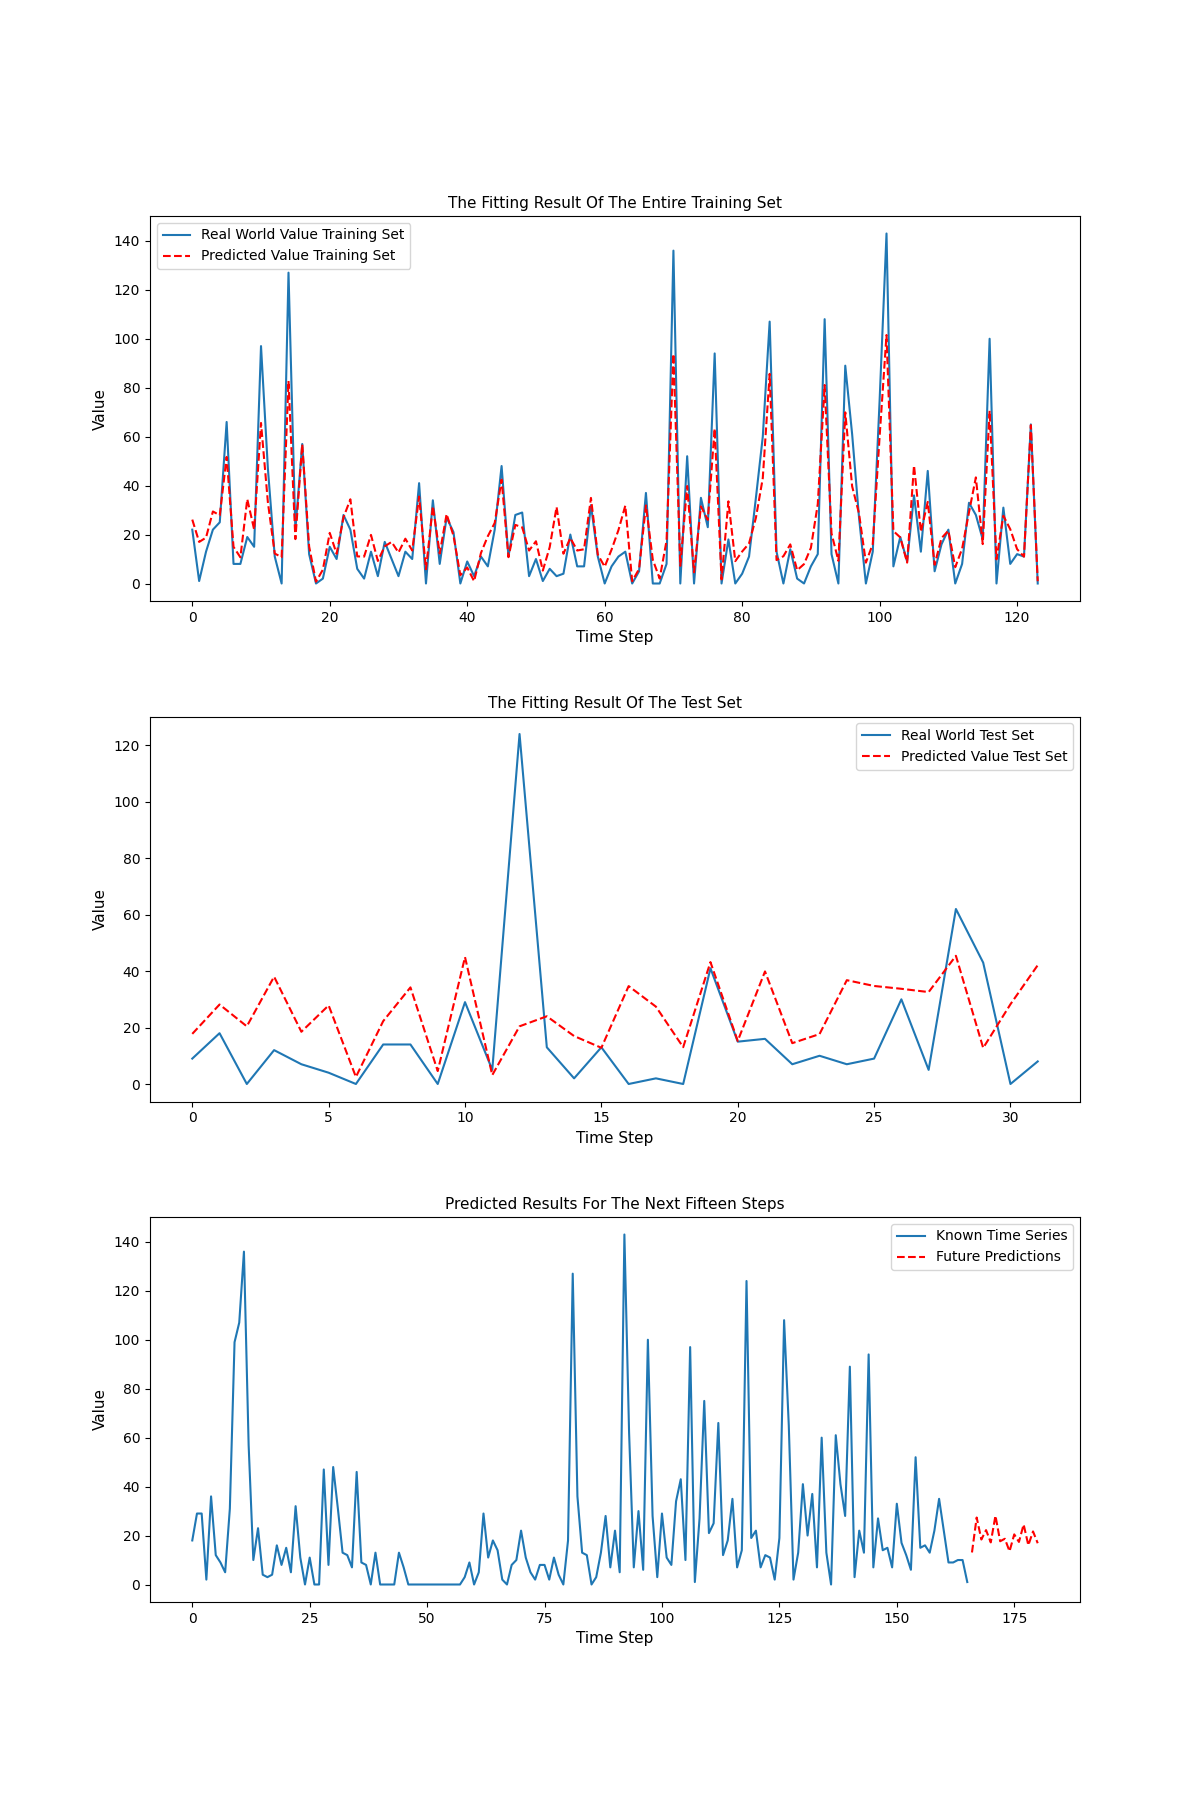 The Fitting Result Of The Entire Training Set
Real World Value Training Set
Predicted Value Training Set
140
120
100
80
60
40
20
0
Value
0 20 40 60 80 100 120
Time Step
The Fitting Result Of The Test Set
Real World Test Set
Predicted Value Test Set
120
100
80
60
40
20
0
Value
0 5 10 15 20 25 30
Time Step
Predicted Results For The Next Fifteen Steps
Known Time Series
Future Predictions
140
120
100
80
60
40
20
0
Value
0 25 50 75 100 125 150 175
Time Step